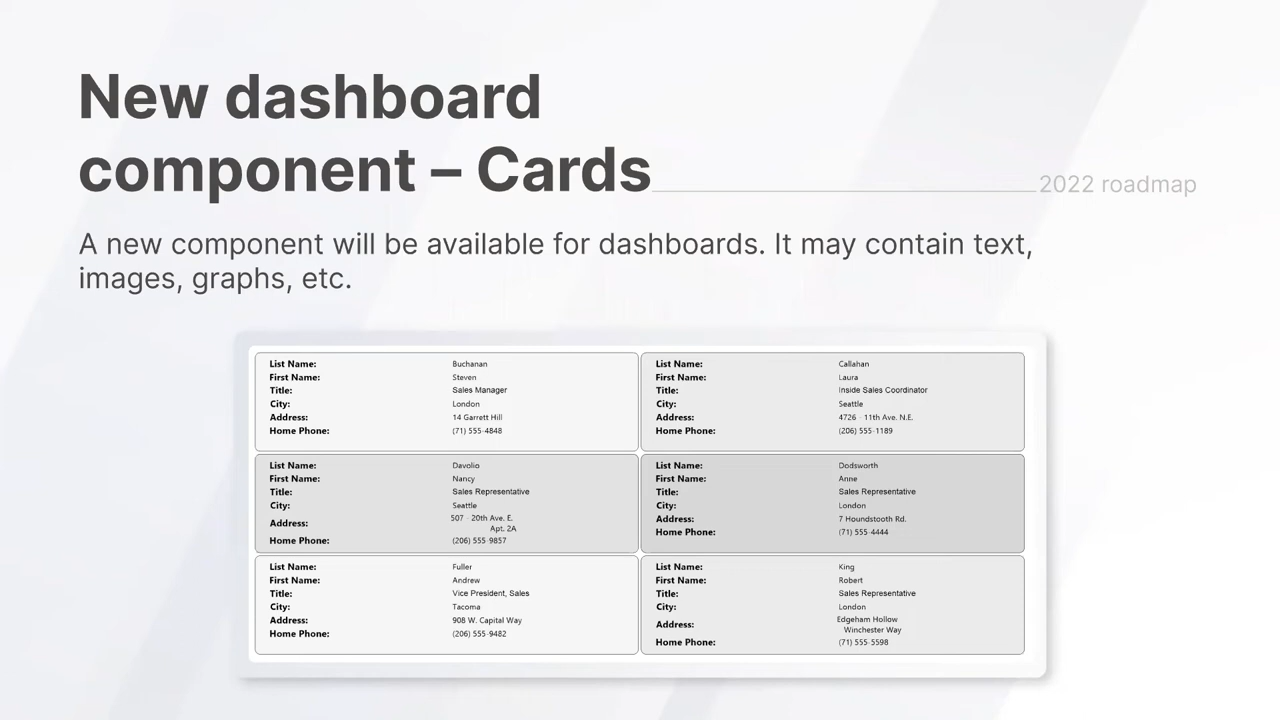 New dashboard
component – Cards
2022 roadmap
A new component will be available for dashboards. It may contain text,
images, graphs, etc.
List Name: Buchanan
First Name: Steven
Title: Sales Manager
City: London
Address: 14 Garrett Hill
Home Phone: (71) 555-4848
List Name: Callahan
First Name: Laura
Title: Inside Sales Coordinator
City: Seattle
Address: 4726 - 11th Ave. N.E.
Home Phone: (206) 555-1189
List Name: Davolio
First Name: Nancy
Title: Sales Representative
City: Seattle
Address: 507 - 20th Ave. E.
Apt. 2A
Home Phone: (206) 555-9857
List Name: Dodsworth
First Name: Anne
Title: Sales Representative
City: London
Address: 7 Houndstooth Rd.
Home Phone: (71) 555-4444
List Name: Fuller
First Name: Andrew
Title: Vice President, Sales
City: Tacoma
Address: 908 W. Capital Way
Home Phone: (206) 555-9482
List Name: King
First Name: Robert
Title: Sales Representative
City: London
Address: Edgeham Hollow
Winchester Way
Home Phone: (71) 555-5598